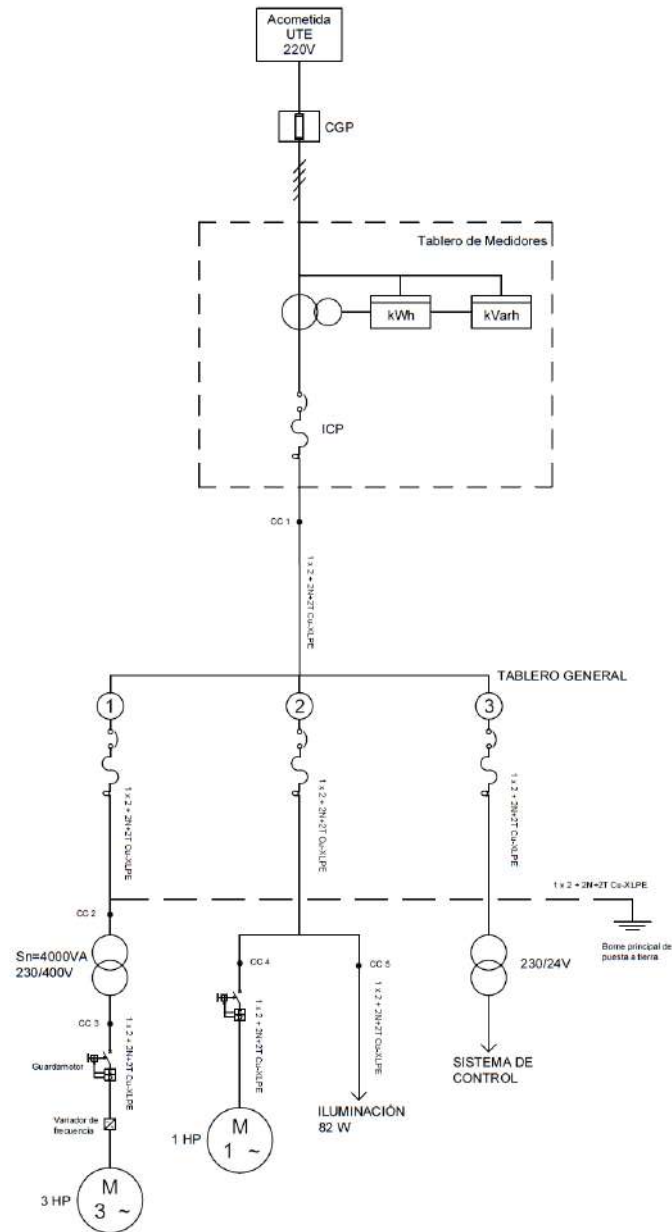 Acometida
UTE
220V
CGP
Tablero de Medidores
kWh
kVarh
ICP
CC 1
1 x 2 + 2N+2T Cu-XLPE
TABLERO GENERAL
1
2
3
1 x 2 + 2N+2T Cu-XLPE
1 x 2 + 2N+2T Cu-XLPE
1 x 2 + 2N+2T Cu-XLPE
1 x 2 + 2N+2T Cu-XLPE
CC 2
Borne principal de
puesta a tierra
Sn=4000VA
230/400V
CC 4
CC 5
230/24V
CC 3
1 x 2 + 2N+2T Cu-XLPE
1 x 2 + 2N+2T Cu-XLPE
1 x 2 + 2N+2T Cu-XLPE
Guardamotor
SISTEMA DE
CONTROL
Variador de
frecuencia
ILUMINACIÓN
82 W
1 HP
M
1 ~
3 HP
M
3 ~